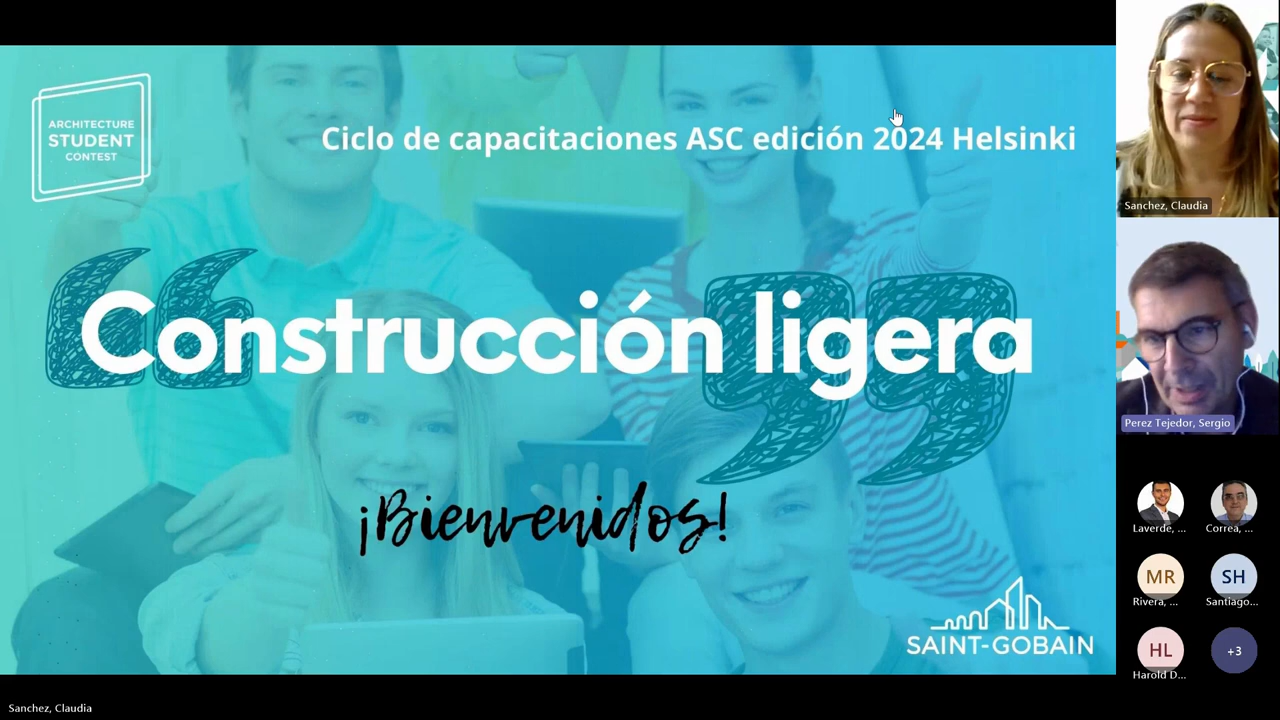 ARCHITECTURE
STUDENT
CONTEST
Ciclo de capacitaciones ASC edición 2024 Helsinki
“Construcción ligera”
¡Bienvenidos!
SAINT-GOBAIN
Sanchez, Claudia
Perez Tejedor, Sergio
Laverde, ...
Correa, ...
MR
Rivera, ...
SH
Santiago...
HL
Harold D...
+3
Sanchez, Claudia